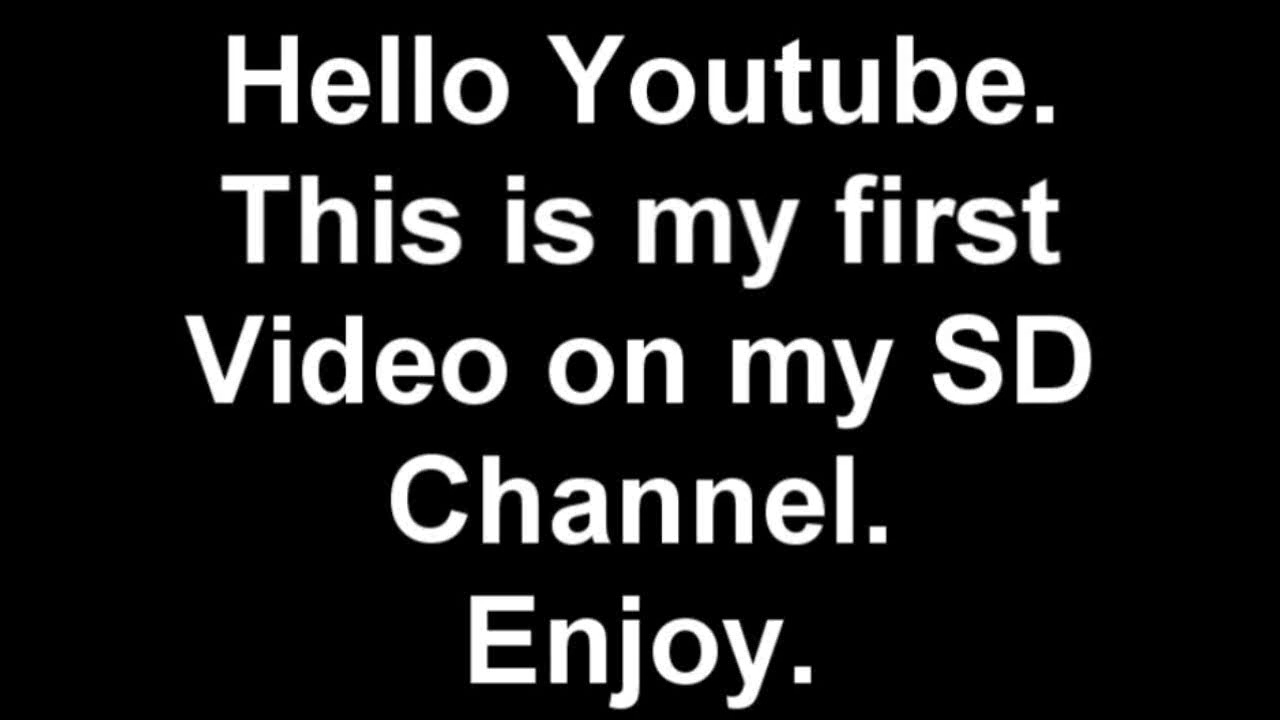 Hello Youtube.
This is my first
Video on my SD
Channel.
Enjoy.